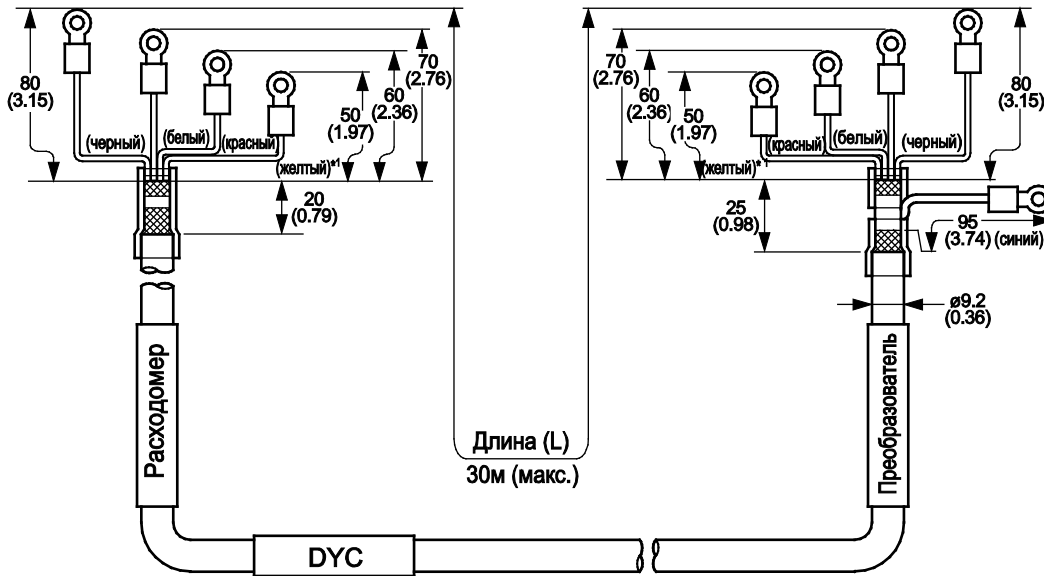 80
(3.15)
(черный)
(белый)
(красный)
(желтый)*1
50
(1.97)
60
(2.36)
70
(2.76)
20
(0.79)
Расходомер
DYC
Длина (L)
30м (макс.)
70
(2.76)
60
(2.36)
50
(1.97)
(желтый)*1
(красный)
(белый)
(черный)
80
(3.15)
25
(0.98)
95
(3.74) (синий)
ø9.2
(0.36)
Преобразователь